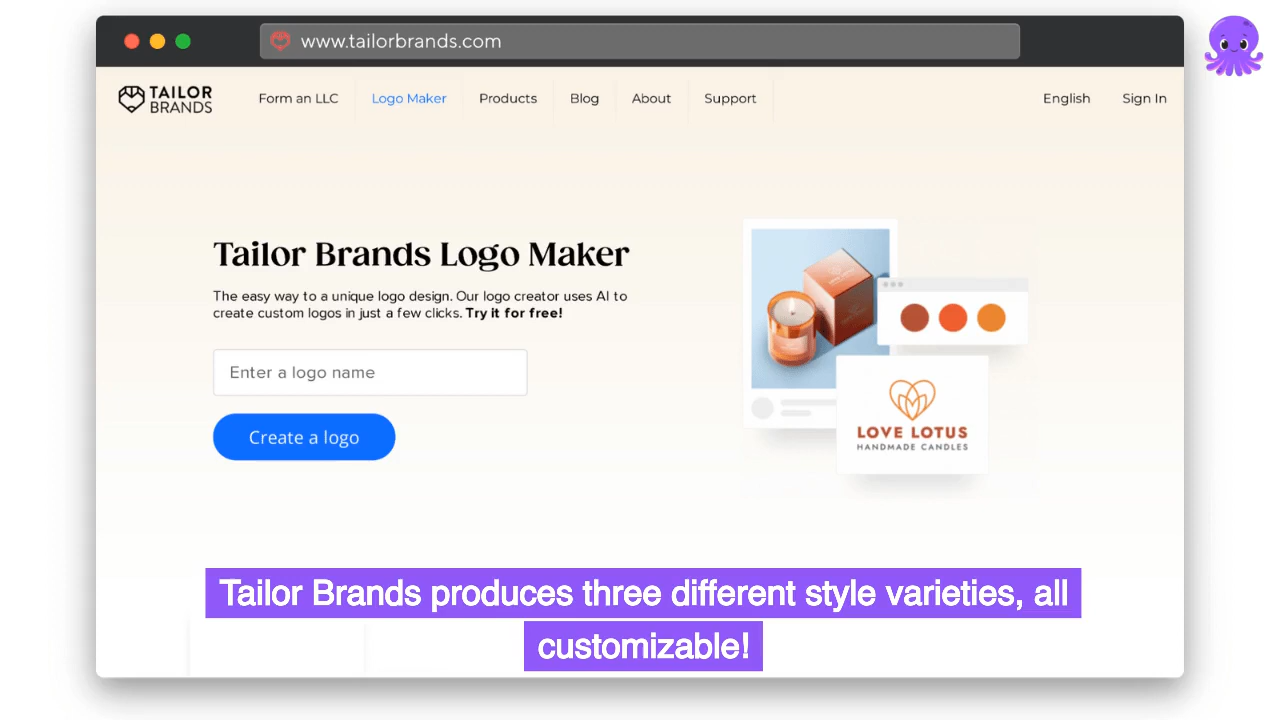 www.tailorbrands.com
TAILOR
BRANDS
Form an LLC
Logo Maker
Products
Blog
About
Support
English
Sign In
Tailor Brands Logo Maker
The easy way to a unique logo design. Our logo creator uses AI to
create custom logos in just a few clicks. Try it for free!
Enter a logo name
Create a logo
LOVE LOTUS
LOVE LOTUS
HANDMADE CANDLES
Tailor Brands produces three different style varieties, all
customizable!